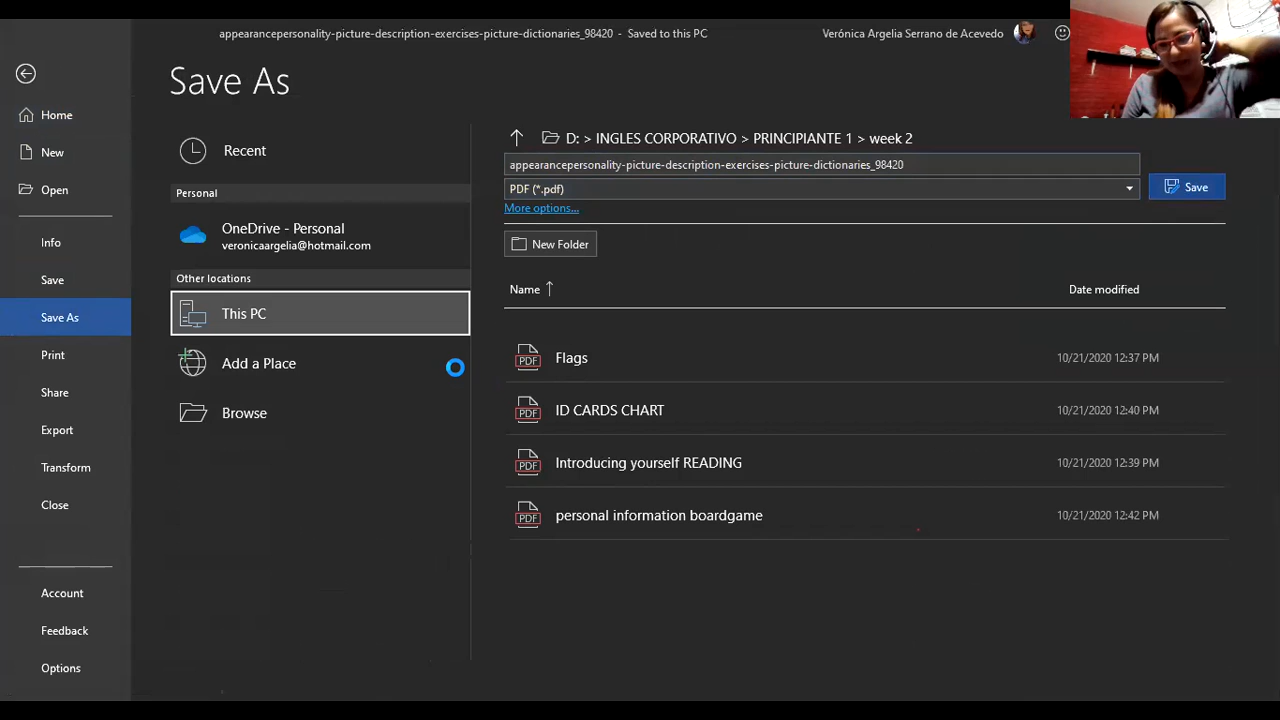 appearancepersonality-picture-description-exercises-picture-dictionaries_98420 - Saved to this PC
Verónica Argelia Serrano de Acevedo
Save As
Home
New
Open
Info
Save
Save As
Print
Share
Export
Transform
Close
Account
Feedback
Options
Recent
Personal
OneDrive - Personal
veronicaargelia@hotmail.com
Other locations
This PC
Add a Place
Browse
D: > INGLES CORPORATIVO > PRINCIPIANTE 1 > week 2
appearancepersonality-picture-description-exercises-picture-dictionaries_98420
PDF (*.pdf)
Save
More options...
New Folder
Name ↑ Date modified
PDF Flags 10/21/2020 12:37 PM
PDF ID CARDS CHART 10/21/2020 12:40 PM
PDF Introducing yourself READING 10/21/2020 12:39 PM
PDF personal information boardgame 10/21/2020 12:42 PM